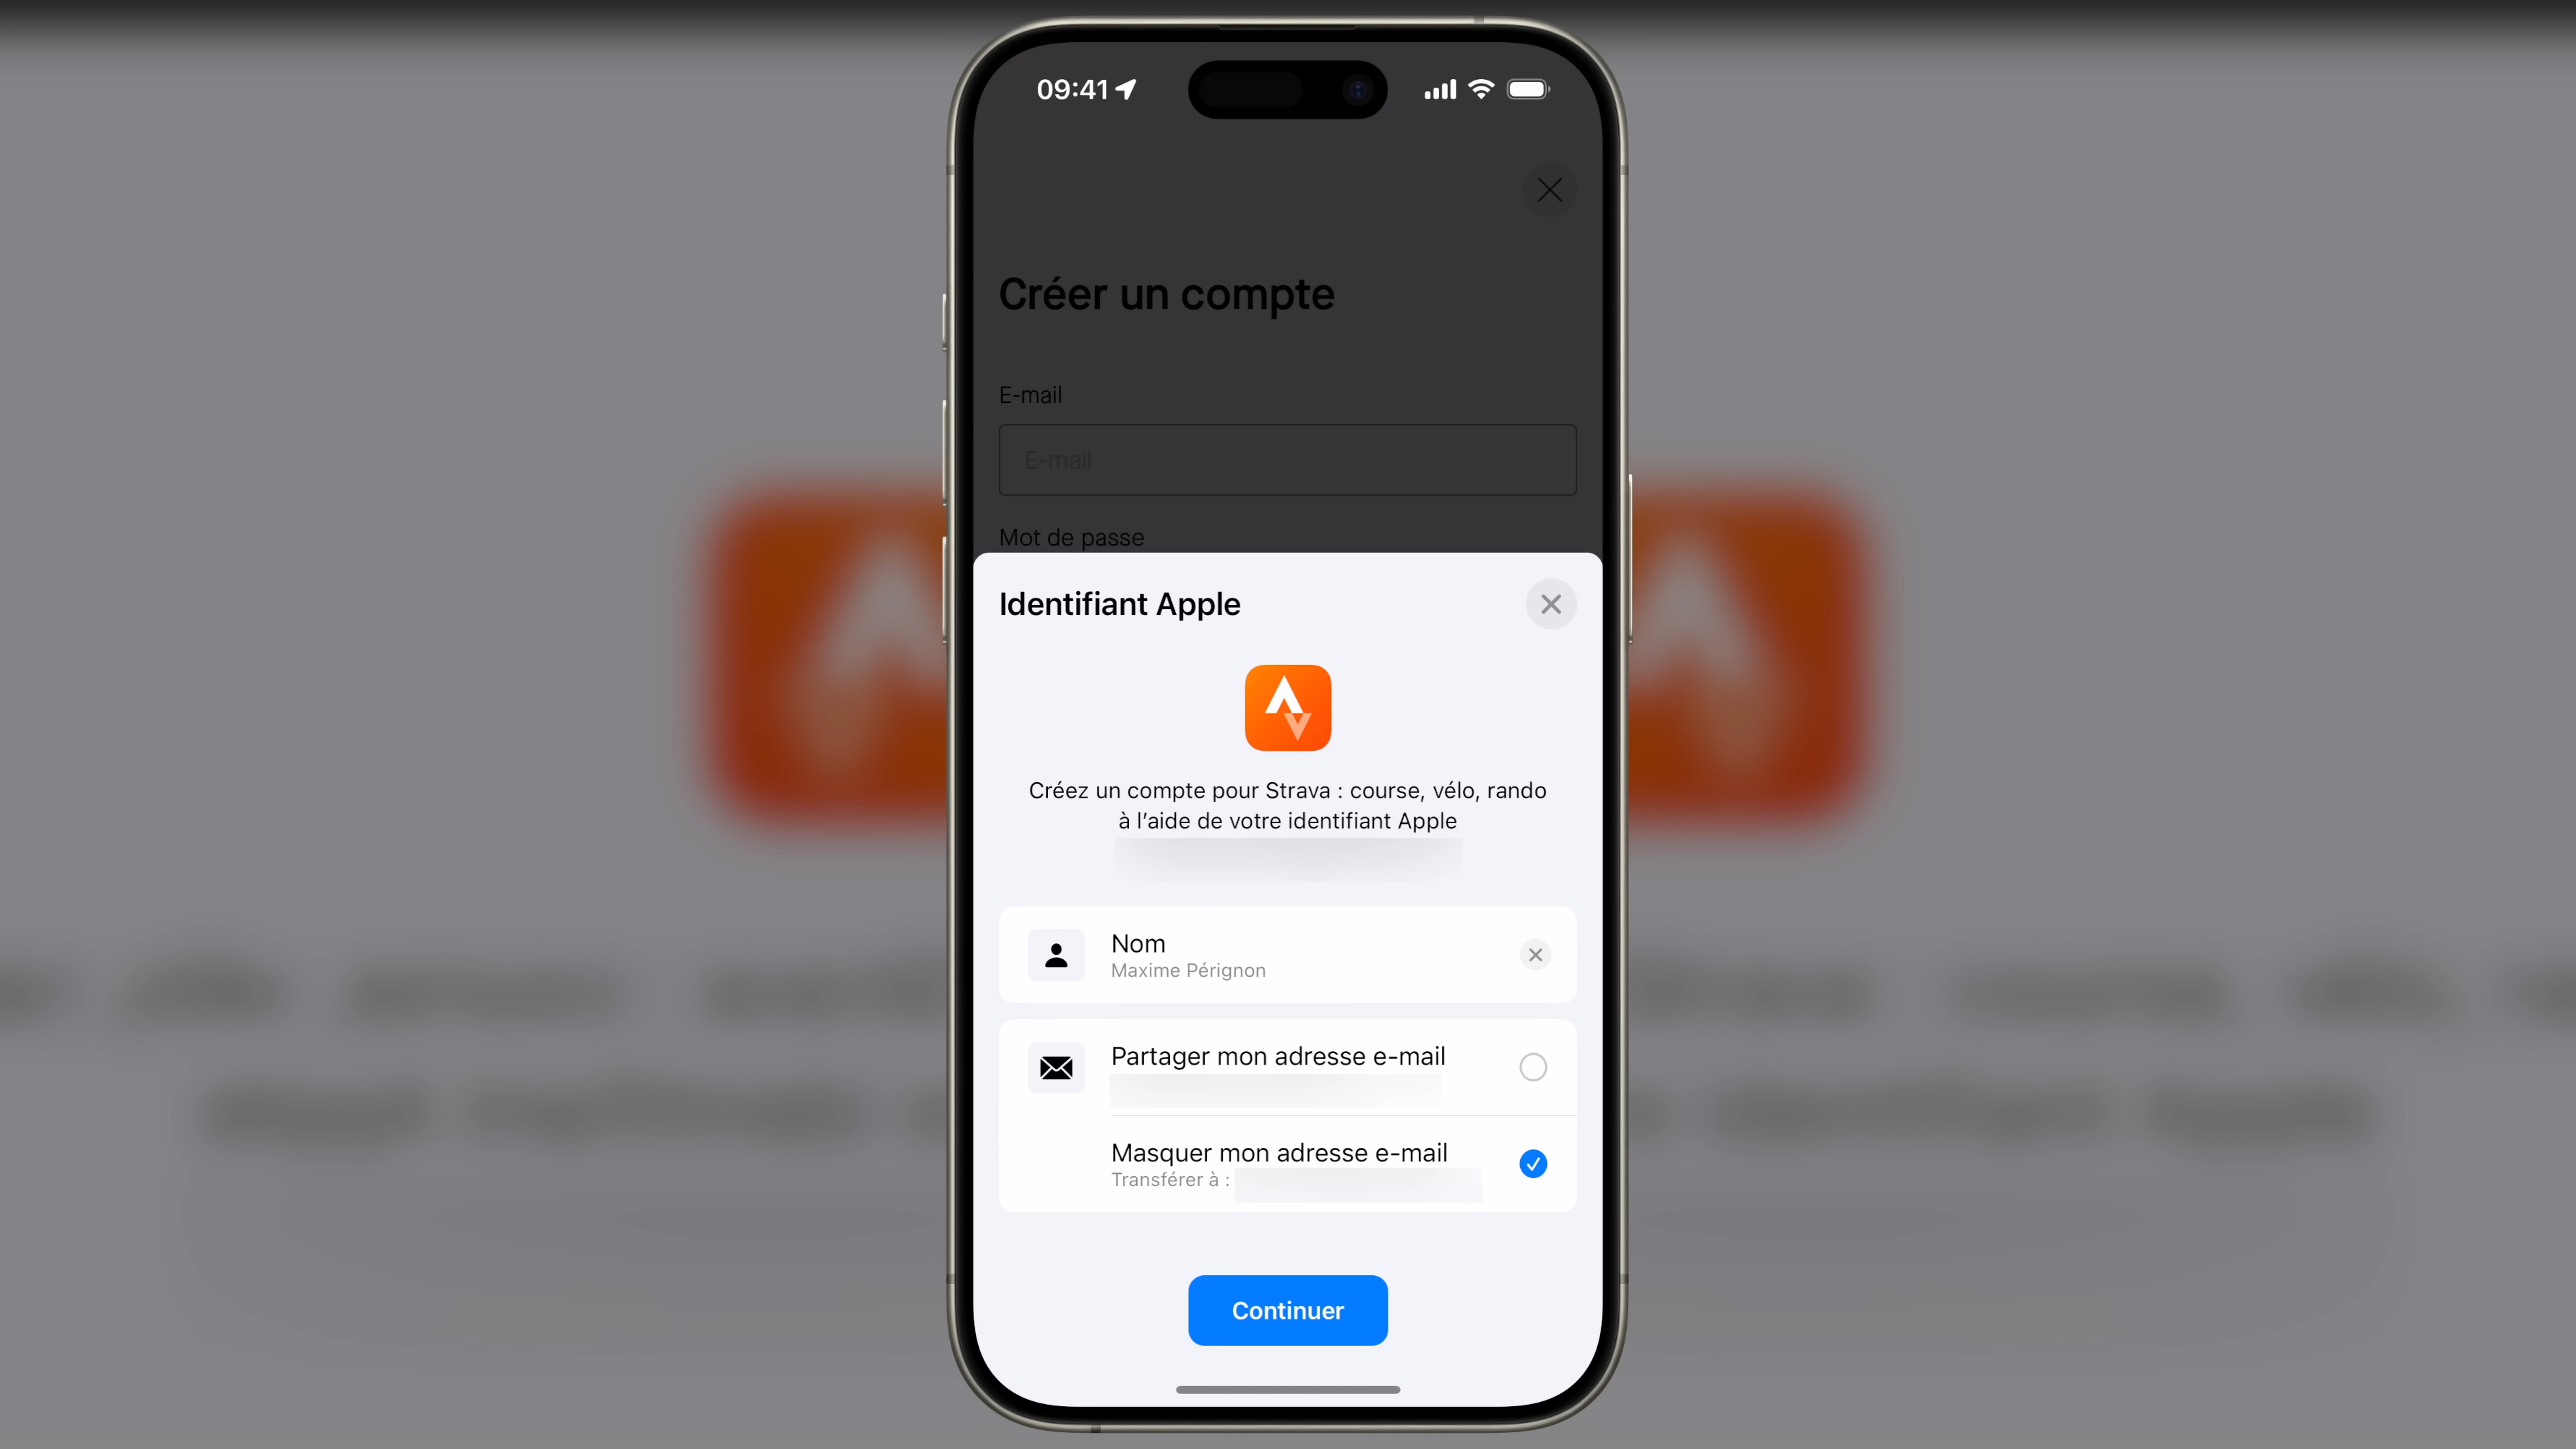 09:41
Créer un compte
E-mail
E-mail
Mot de passe
Identifiant Apple
Créez un compte pour Strava : course, vélo, rando
à l’aide de votre identifiant Apple
Nom
Maxime Pérignon
Partager mon adresse e-mail
Masquer mon adresse e-mail
Transférer à :
Continuer